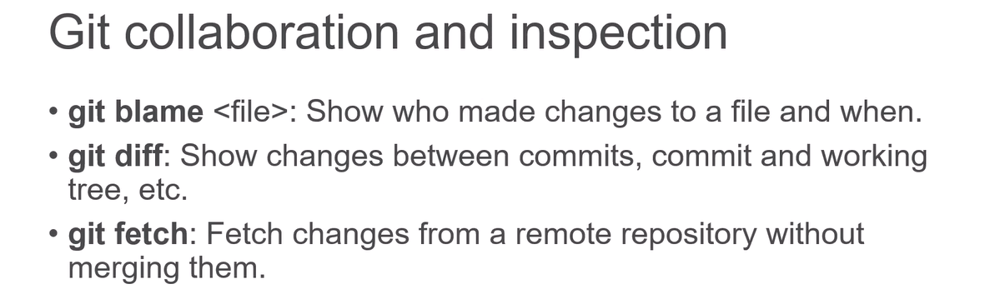 Git collaboration and inspection
• git blame <file>: Show who made changes to a file and when.
• git diff: Show changes between commits, commit and working
tree, etc.
• git fetch: Fetch changes from a remote repository without
merging them.